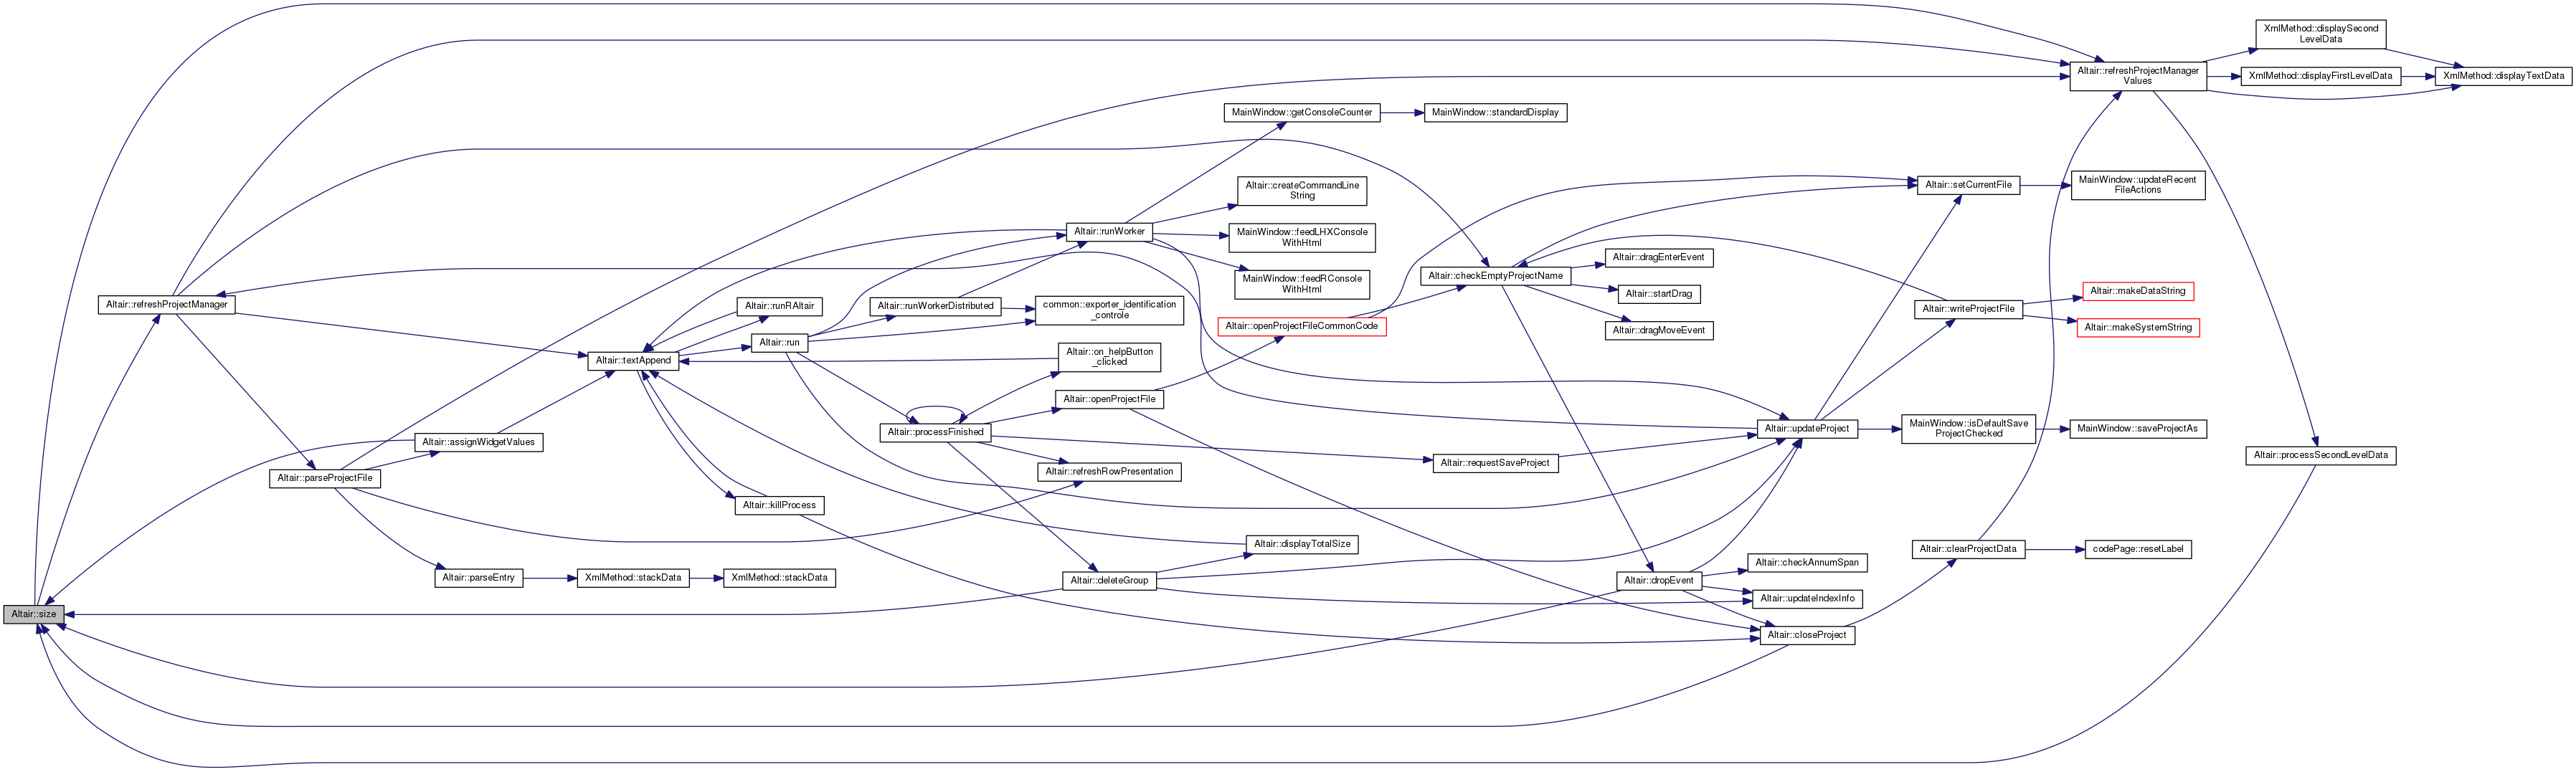 Altair::size
Altair::refreshProjectManager
Altair::parseProjectFile
Altair::assignWidgetValues
Altair::parseEntry
XmlMethod::stackData
XmlMethod::stackData
Altair::textAppend
Altair::runRAltair
Altair::run
Altair::killProcess
Altair::runWorkerDistributed
Altair::processFinished
Altair::runWorker
common::exporter_identification
_controle
Altair::on_helpButton
_clicked
Altair::openProjectFile
Altair::refreshRowPresentation
Altair::deleteGroup
MainWindow::getConsoleCounter
MainWindow::standardDisplay
Altair::createCommandLine
String
MainWindow::feedLHXConsole
WithHtml
MainWindow::feedRConsole
WithHtml
Altair::openProjectFileCommonCode
Altair::displayTotalSize
Altair::checkEmptyProjectName
Altair::requestSaveProject
Altair::dragEnterEvent
Altair::startDrag
Altair::dragMoveEvent
Altair::dropEvent
Altair::updateProject
Altair::checkAnnumSpan
Altair::updateIndexInfo
Altair::closeProject
Altair::setCurrentFile
Altair::writeProjectFile
MainWindow::isDefaultSave
ProjectChecked
Altair::clearProjectData
Altair::refreshProjectManager
Values
MainWindow::updateRecent
FileActions
Altair::makeDataString
Altair::makeSystemString
MainWindow::saveProjectAs
codePage::resetLabel
XmlMethod::displaySecond
LevelData
XmlMethod::displayFirstLevelData
XmlMethod::displayTextData
Altair::processSecondLevelData